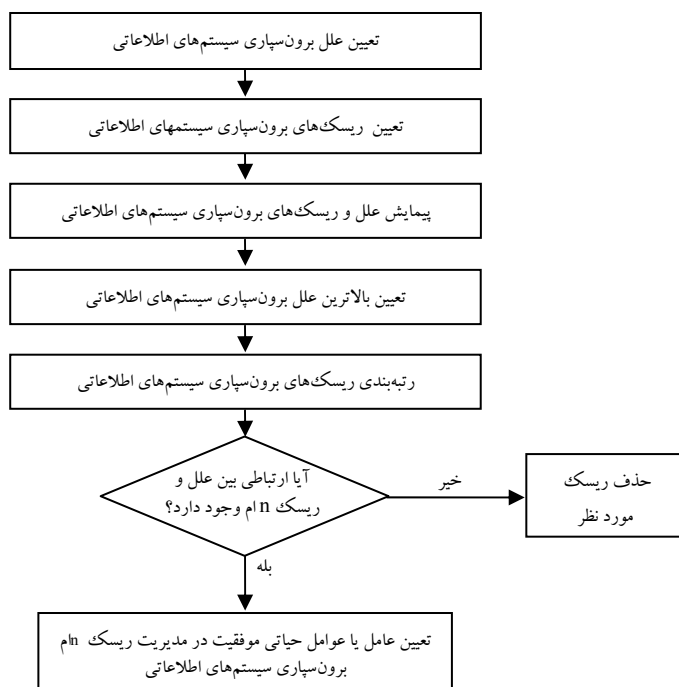 تعیین علل برون‌سپاری سیستم‌های اطلاعاتی
تعیین ریسک‌های برون‌سپاری سیستمهای اطلاعاتی
پیمایش علل و ریسک‌های برون‌سپاری سیستم‌های اطلاعاتی
تعیین بالاترین علل برون‌سپاری سیستم‌های اطلاعاتی
رتبه‌بندی ریسک‌های برون‌سپاری سیستم‌های اطلاعاتی
آیا ارتباطی بین علل و
ریسک n ام وجود دارد؟
خیر
حذف ریسک
مورد نظر
بله
تعیین عامل یا عوامل حیاتی موفقیت در مدیریت ریسک nام
برون‌سپاری سیستم‌های اطلاعاتی